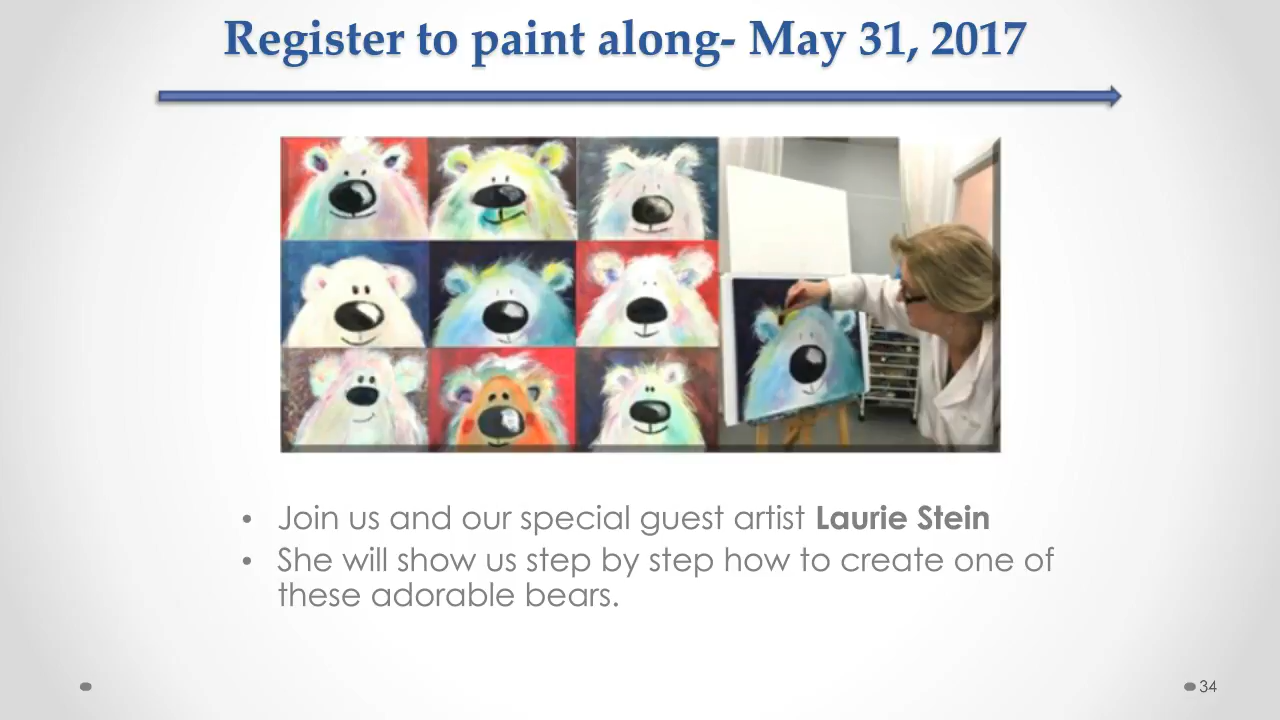 Register to paint along- May 31, 2017
• Join us and our special guest artist Laurie Stein
• She will show us step by step how to create one of
these adorable bears.
34